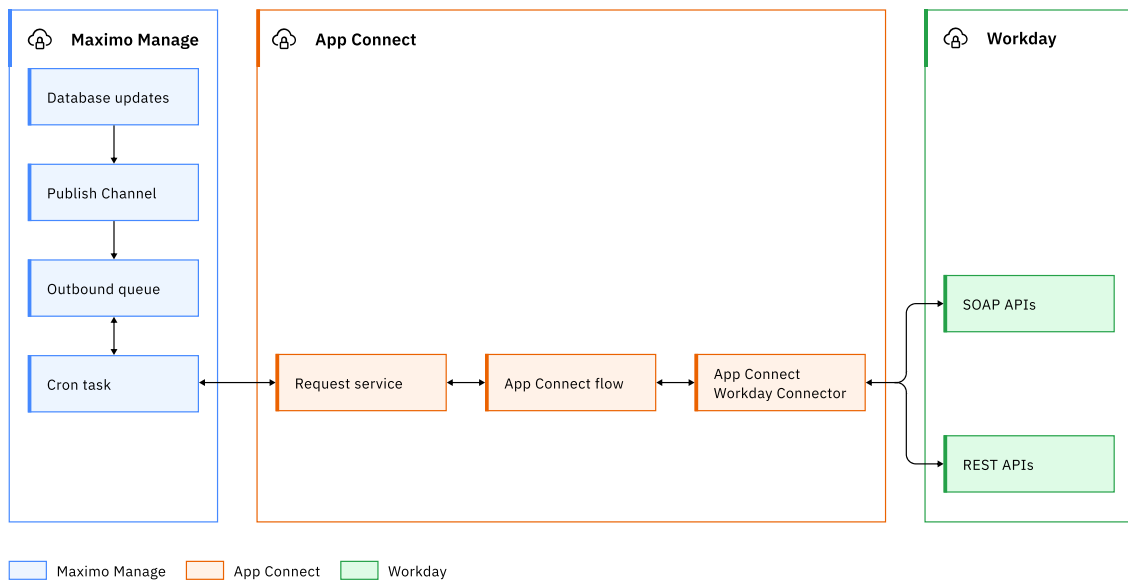 Maximo Manage
Database updates
Publish Channel
Outbound queue
Cron task
App Connect
Request service
App Connect flow
App Connect
Workday Connector
Workday
SOAP APIs
REST APIs
Maximo Manage
App Connect
Workday